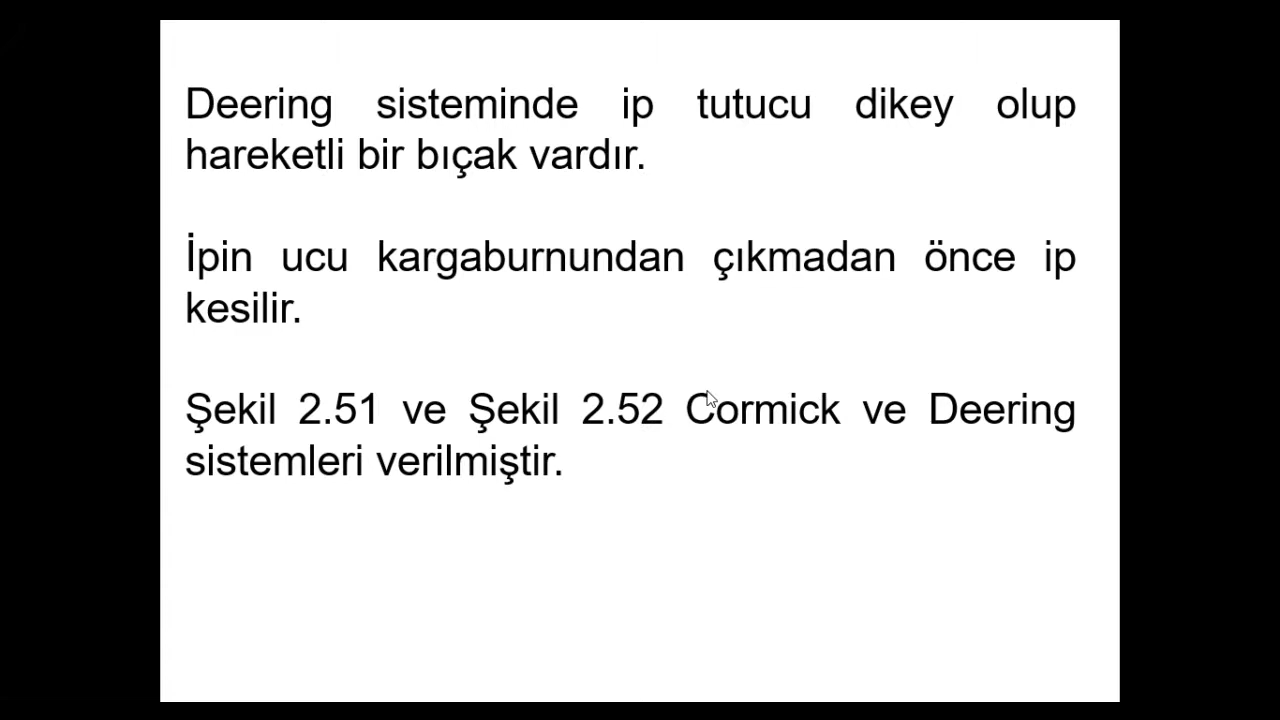 Deering sisteminde ip tutucu dikey olup
hareketli bir bıçak vardır.
İpin ucu kargaburnundan çıkmadan önce ip
kesilir.
Şekil 2.51 ve Şekil 2.52 Cormick ve Deering
sistemleri verilmiştir.